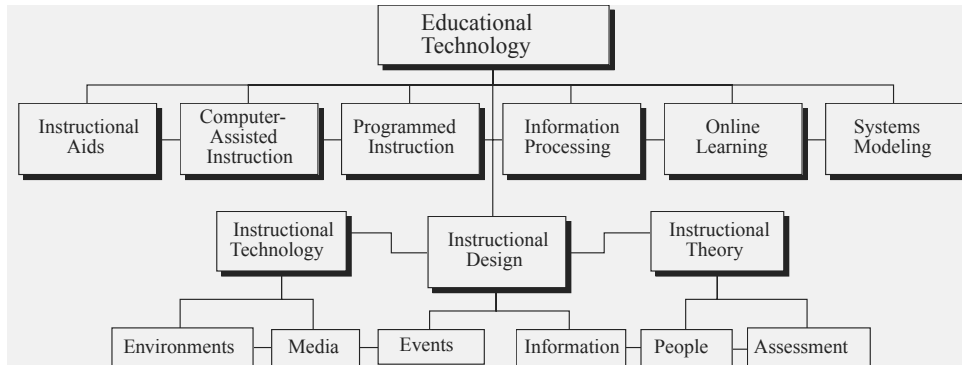 Educational
Technology
Instructional
Aids
Computer-
Assisted
Instruction
Programmed
Instruction
Information
Processing
Online
Learning
Systems
Modeling
Instructional
Technology
Instructional
Design
Instructional
Theory
Environments
Media
Events
Information
People
Assessment